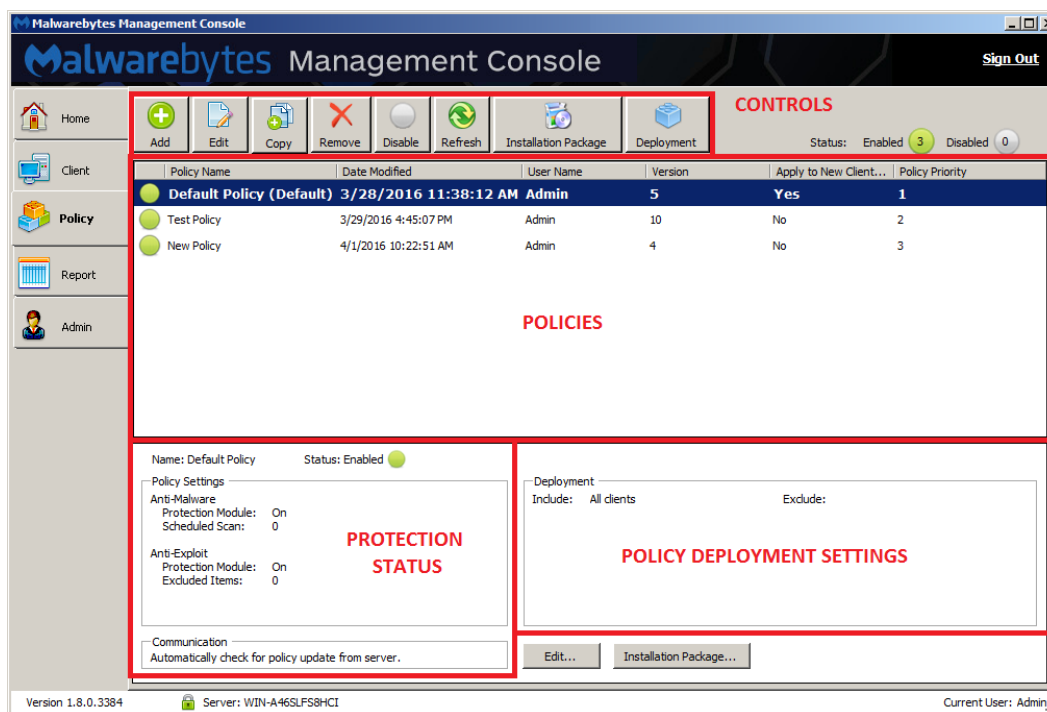 Malwarebytes Management Console
Malwarebytes Management Console
Sign Out
Home
Client
Policy
Report
Admin
Add
Edit
Copy
Remove
Disable
Refresh
Installation Package
Deployment
CONTROLS
Status: Enabled 3 Disabled 0
Policy Name Date Modified User Name Version Apply to New Client... Policy Priority
Default Policy (Default) 3/28/2016 11:38:12 AM Admin 5 Yes 1
Test Policy 3/29/2016 4:45:07 PM Admin 10 No 2
New Policy 4/1/2016 10:22:51 AM Admin 4 No 3
POLICIES
Name: Default Policy Status: Enabled
Policy Settings
Anti-Malware
Protection Module: On
Scheduled Scan: 0
Anti-Exploit
Protection Module: On
Excluded Items: 0
PROTECTION
STATUS
Communication
Automatically check for policy update from server.
Deployment
Include: All clients Exclude:
POLICY DEPLOYMENT SETTINGS
Edit...
Installation Package...
Version 1.8.0.3384
Server: WIN-A46SLFS8HCI
Current User: Admin